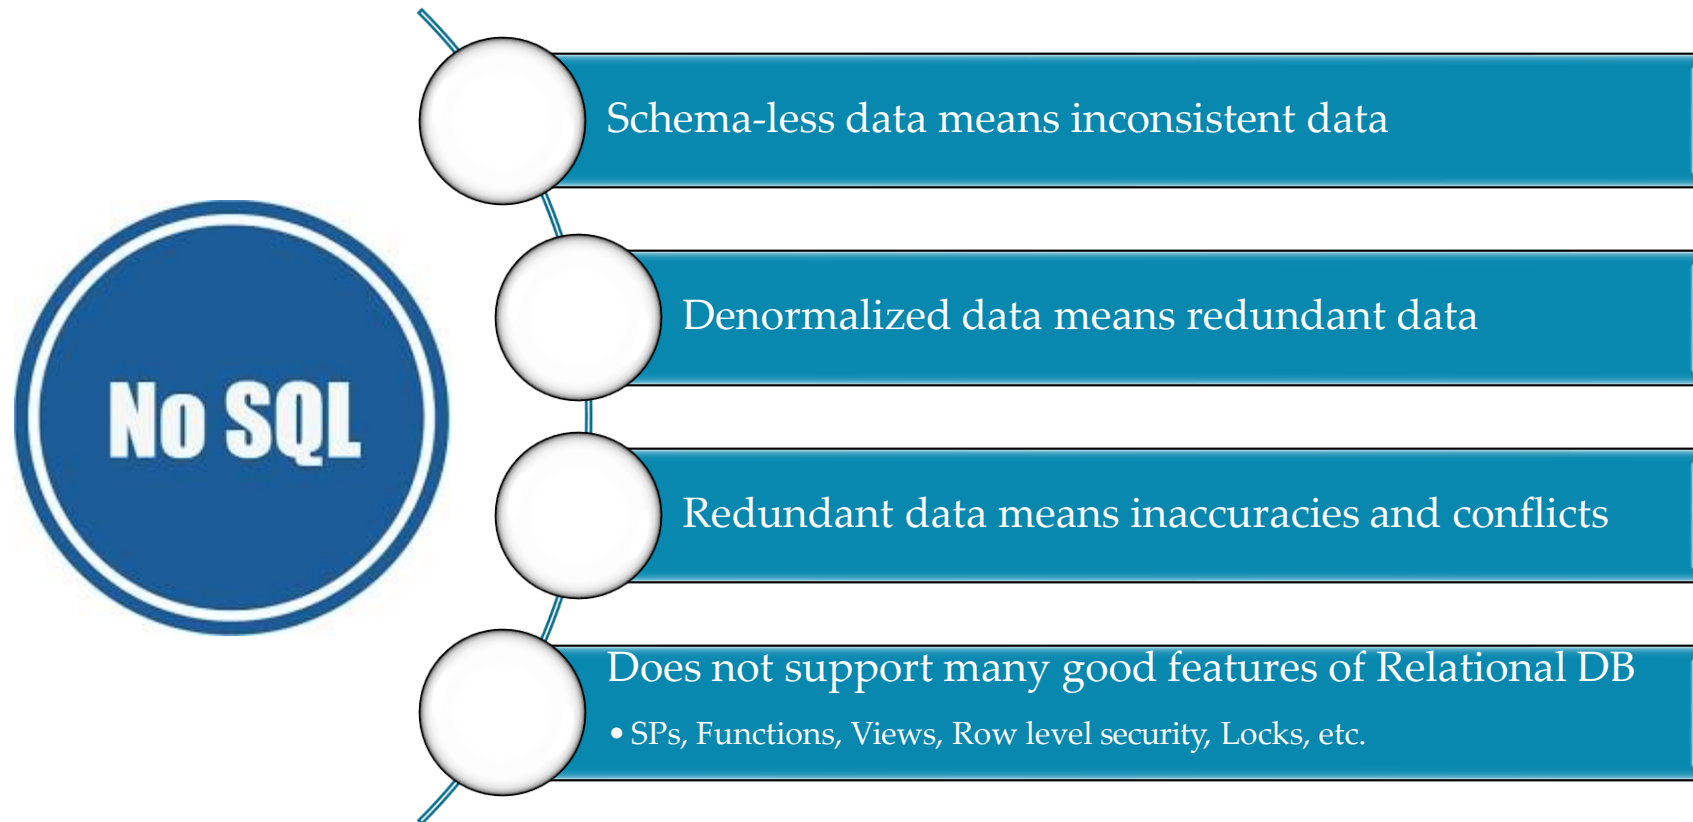 No SQL
Schema-less data means inconsistent data
Denormalized data means redundant data
Redundant data means inaccuracies and conflicts
Does not support many good features of Relational DB
• SPs, Functions, Views, Row level security, Locks, etc.